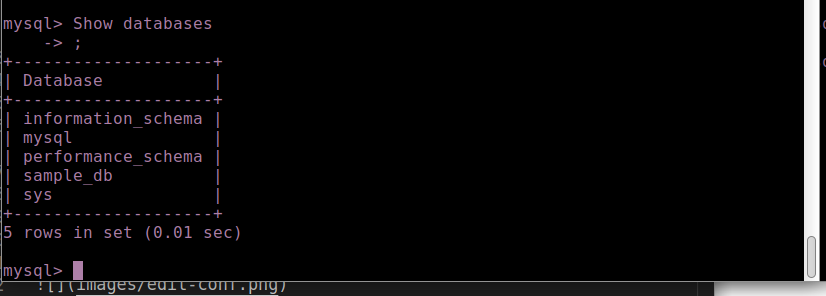 mysql> Show databases
    -> ;
+--------------------+
| Database           |
+--------------------+
| information_schema |
| mysql              |
| performance_schema |
| sample_db          |
| sys                |
+--------------------+
5 rows in set (0.01 sec)
mysql>
![](images/edit-conf.png)